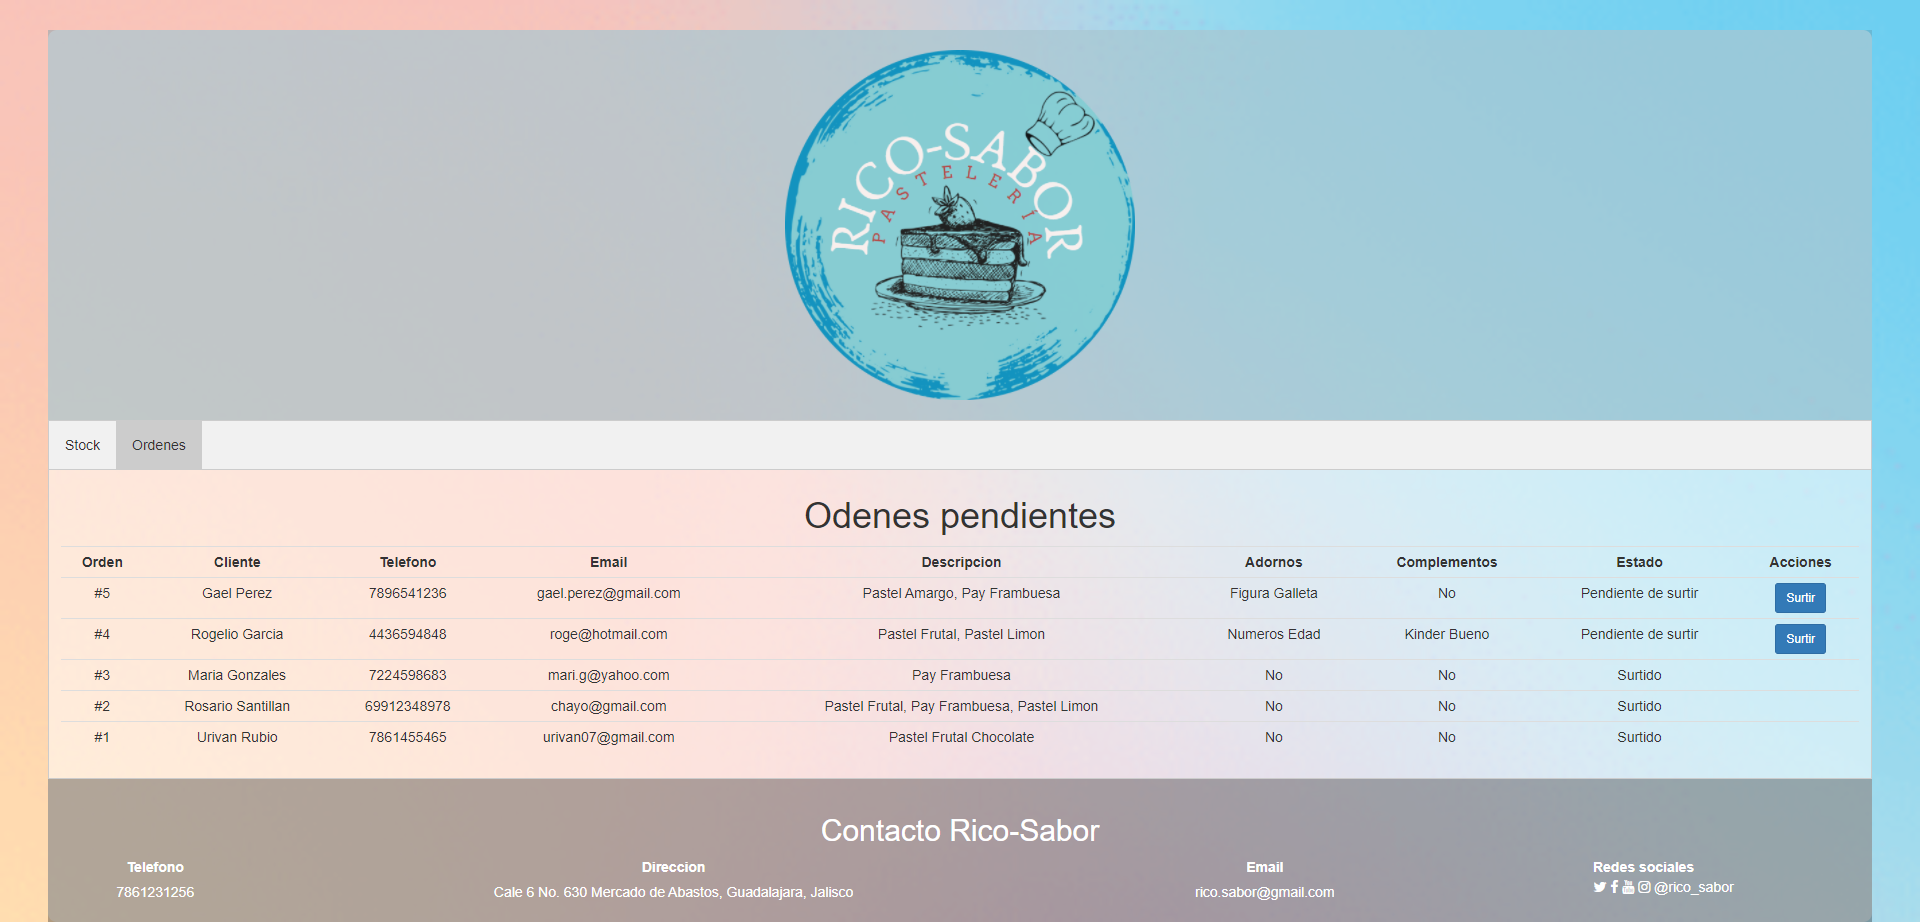 RICO-SABOR
PASTELERÍA
Stock Ordenes
Odenes pendientes
Orden Cliente Telefono Email Descripcion Adornos Complementos Estado Acciones
#5 Gael Perez 7896541236 gael.perez@gmail.com Pastel Amargo, Pay Frambuesa Figura Galleta No Pendiente de surtir Surtir
#4 Rogelio Garcia 4436594848 roge@hotmail.com Pastel Frutal, Pastel Limon Numeros Edad Kinder Bueno Pendiente de surtir Surtir
#3 Maria Gonzales 7224598683 mari.g@yahoo.com Pay Frambuesa No No Surtido
#2 Rosario Santillan 69912348978 chayo@gmail.com Pastel Frutal, Pay Frambuesa, Pastel Limon No No Surtido
#1 Urivan Rubio 7861455465 urivan07@gmail.com Pastel Frutal Chocolate No No Surtido
Contacto Rico-Sabor
Telefono Direccion Email Redes sociales
7861231256 Cale 6 No. 630 Mercado de Abastos, Guadalajara, Jalisco rico.sabor@gmail.com @rico_sabor